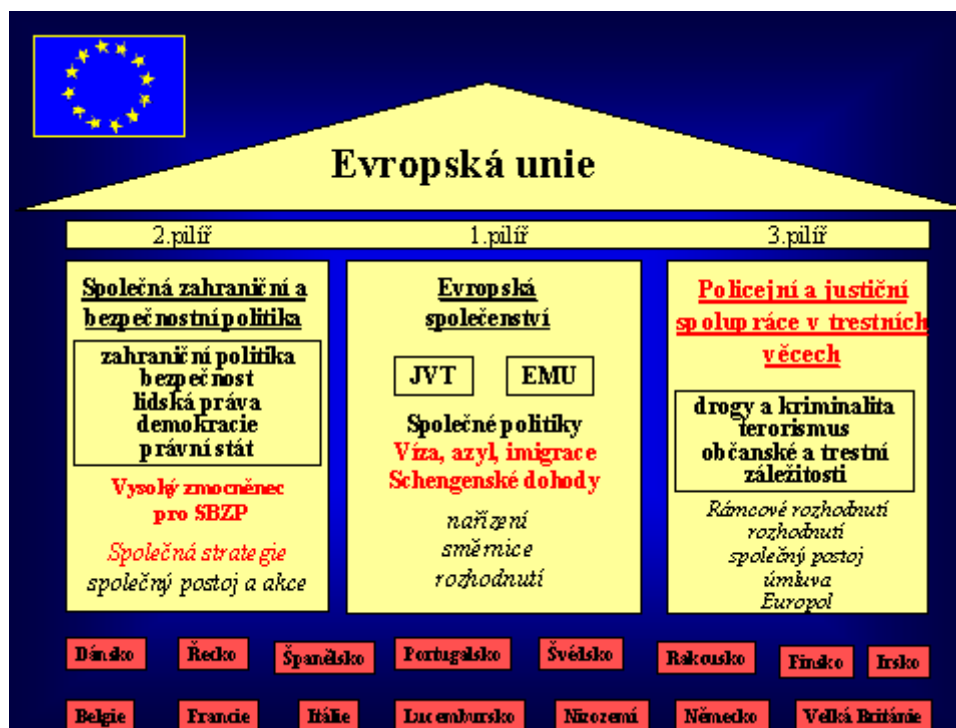 Evropská unie
2.pilíř
1.pilíř
3.pilíř
Společná zahraniční a
bezpečnostní politika
zahraniční politika
bezpečnost
lidská práva
demokracie
právní stát
Vysoký zmocněnec
pro SBZP
Společná strategie
společný postoj a akce
Evropská
společenství
JVT
EMU
Společné politiky
Víza, azyl, imigrace
Schengenské dohody
nařízení
směrnice
rozhodnutí
Policejní a justiční
spolupráce v trestních
věcech
drogy a kriminalita
terorismus
občanské a trestní
záležitosti
Rámcové rozhodnutí
rozhodnutí
společný postoj
úmluva
Europol
Dánsko
Řecko
Španělsko
Portugalsko
Švédsko
Rakousko
Finsko
Irsko
Belgie
Francie
Itálie
Lucembursko
Nizozemí
Německo
Velká Británie